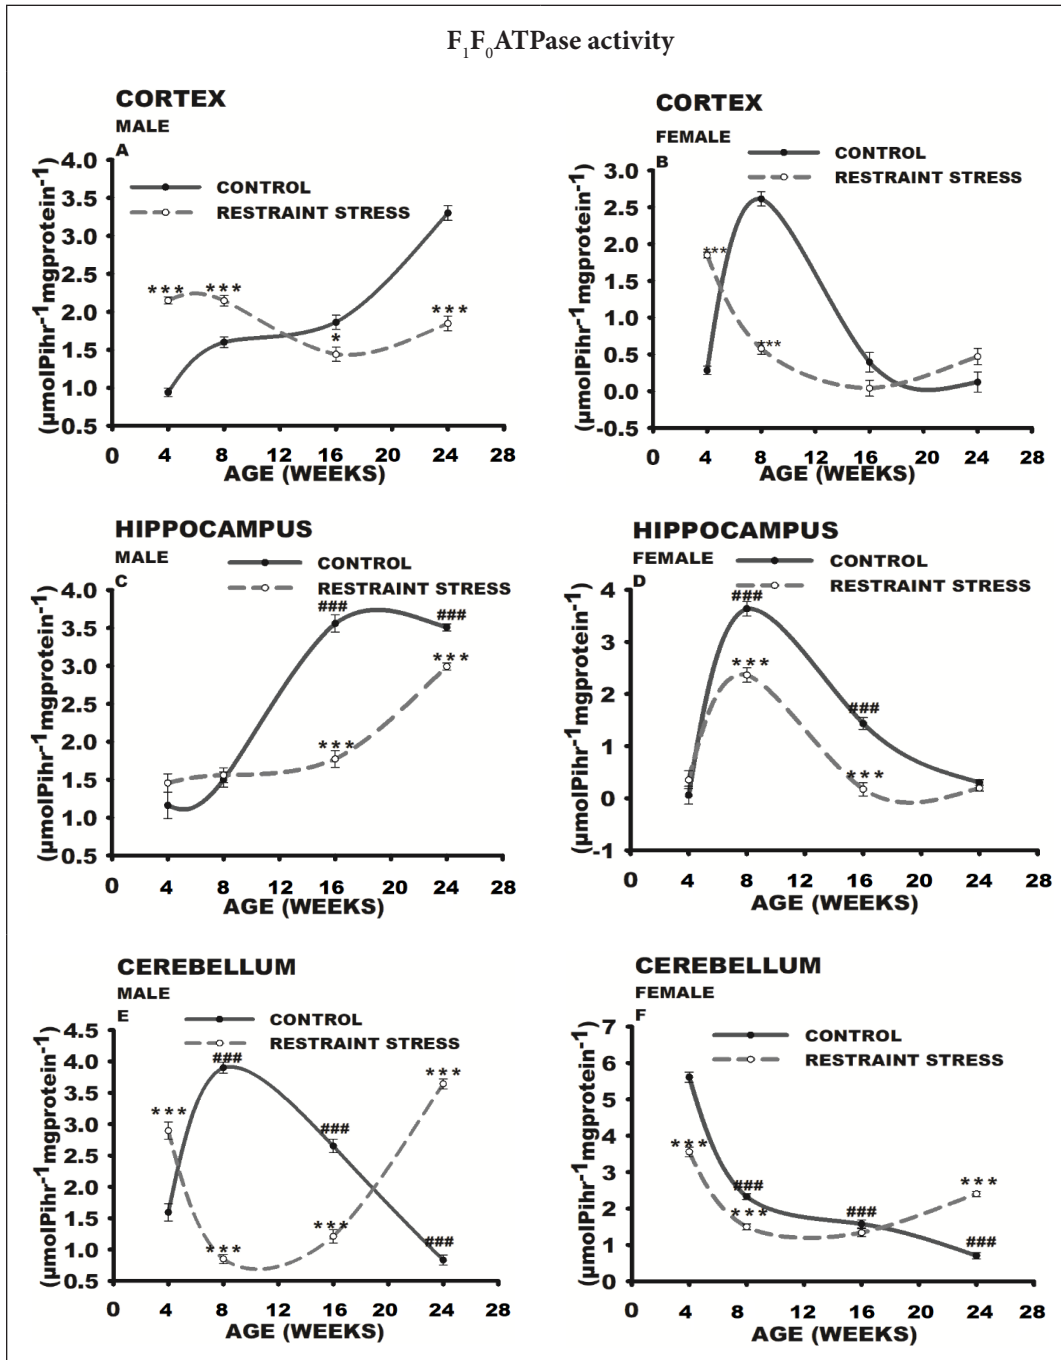 F₁F₀ATPase activity
CORTEX
MALE
A
CONTROL
RESTRAINT STRESS
(µmolPihr⁻¹mgprotein⁻¹)
4.0
3.5
3.0
2.5
2.0
1.5
1.0
0.5
***
***
*
***
0 4 8 12 16 20 24 28
AGE (WEEKS)
CORTEX
FEMALE
B
CONTROL
RESTRAINT STRESS
(µmolPihr⁻¹mgprotein⁻¹)
3.0
2.5
2.0
1.5
1.0
0.5
0.0
-0.5
***
***
0 4 8 12 16 20 24 28
AGE (WEEKS)
HIPPOCAMPUS
MALE
C
CONTROL
RESTRAINT STRESS
(µmolPihr⁻¹mgprotein⁻¹)
4.0
3.5
3.0
2.5
2.0
1.5
1.0
0.5
###
###
***
***
0 4 8 12 16 20 24 28
AGE (WEEKS)
HIPPOCAMPUS
FEMALE
D
CONTROL
RESTRAINT STRESS
(µmolPihr⁻¹mgprotein⁻¹)
4
3
2
1
0
-1
###
***
###
***
0 4 8 12 16 20 24 28
AGE (WEEKS)
CEREBELLUM
MALE
E
CONTROL
RESTRAINT STRESS
(µmolPihr⁻¹mgprotein⁻¹)
4.5
4.0
3.5
3.0
2.5
2.0
1.5
1.0
0.5
***
###
***
###
***
***
###
0 4 8 12 16 20 24 28
AGE (WEEKS)
CEREBELLUM
FEMALE
F
CONTROL
RESTRAINT STRESS
(µmolPihr⁻¹mgprotein⁻¹)
7
6
5
4
3
2
1
0
***
###
***
###
***
###
0 4 8 12 16 20 24 28
AGE (WEEKS)